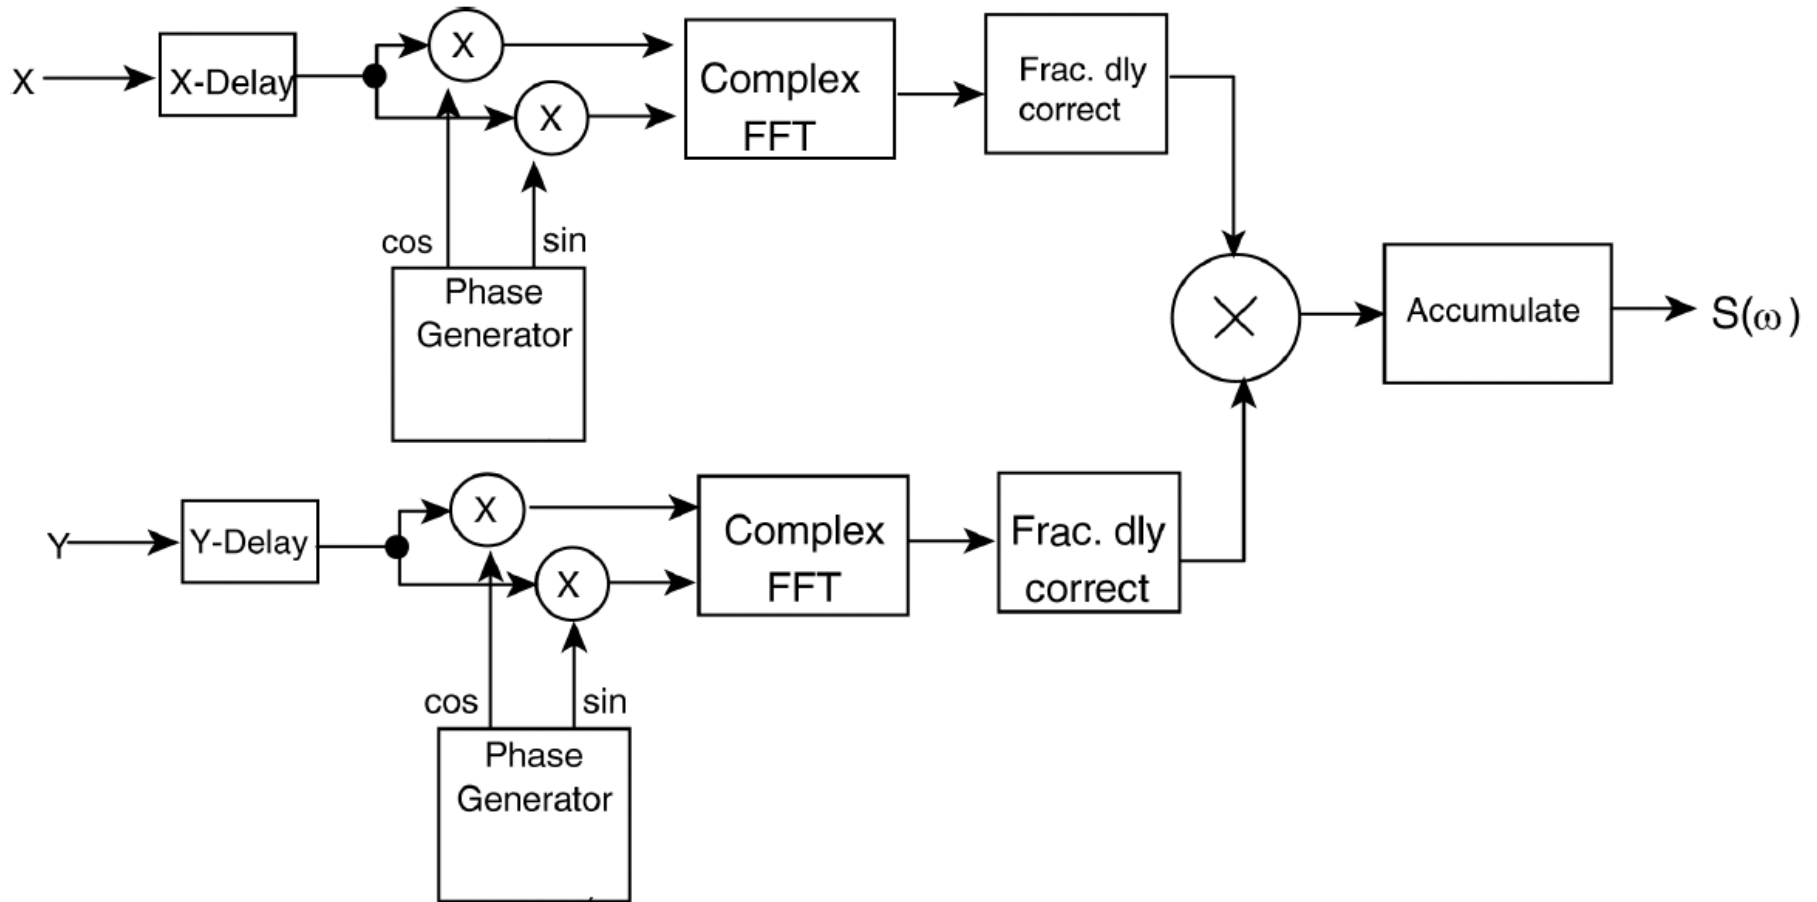 X
X-Delay
X
X
Complex
FFT
Frac. dly
correct
cos
sin
Phase
Generator
X
Accumulate
S(ω)
Y
Y-Delay
X
X
Complex
FFT
Frac. dly
correct
cos
sin
Phase
Generator